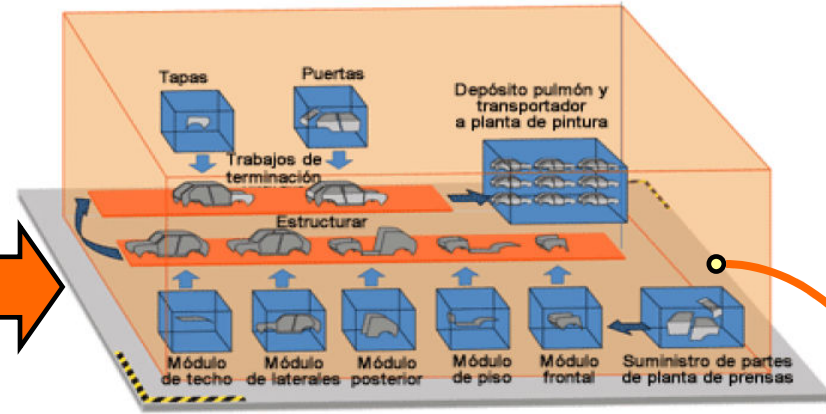 Tapas
Puertas
Depósito pulmón y
transportador
a planta de pintura
Trabajos de
terminación
Estructurar
Módulo
de techo
Módulo
de laterales
Módulo
posterior
Módulo
de piso
Módulo
frontal
Suministro de partes
de planta de prensas